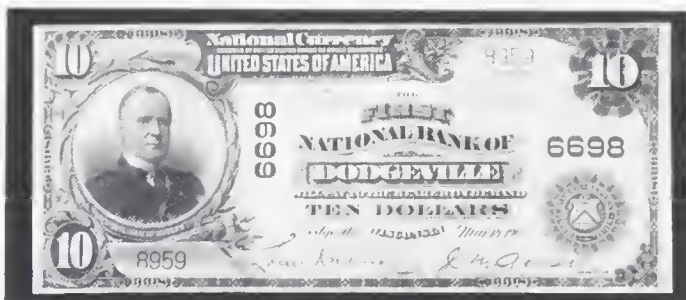 10 National Currency 10
UNITED STATES OF AMERICA
8959
THE
FIRST
NATIONAL BANK OF
6698
6698
DODGEVILLE
TEN DOLLARS
10
8959